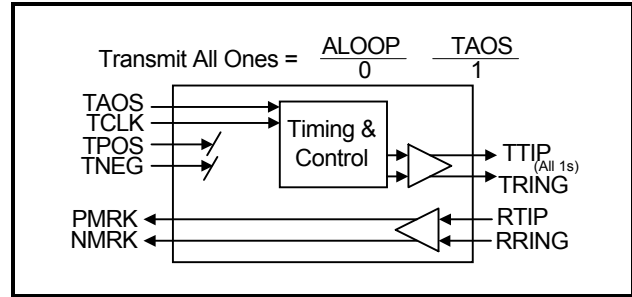 Transmit All Ones = ALOOP TAOS
0 1
TAOS
TCLK
TPOS
TNEG
Timing &
Control
TTIP
(All 1s)
TRING
PMRK
NMRK
RTIP
RRING